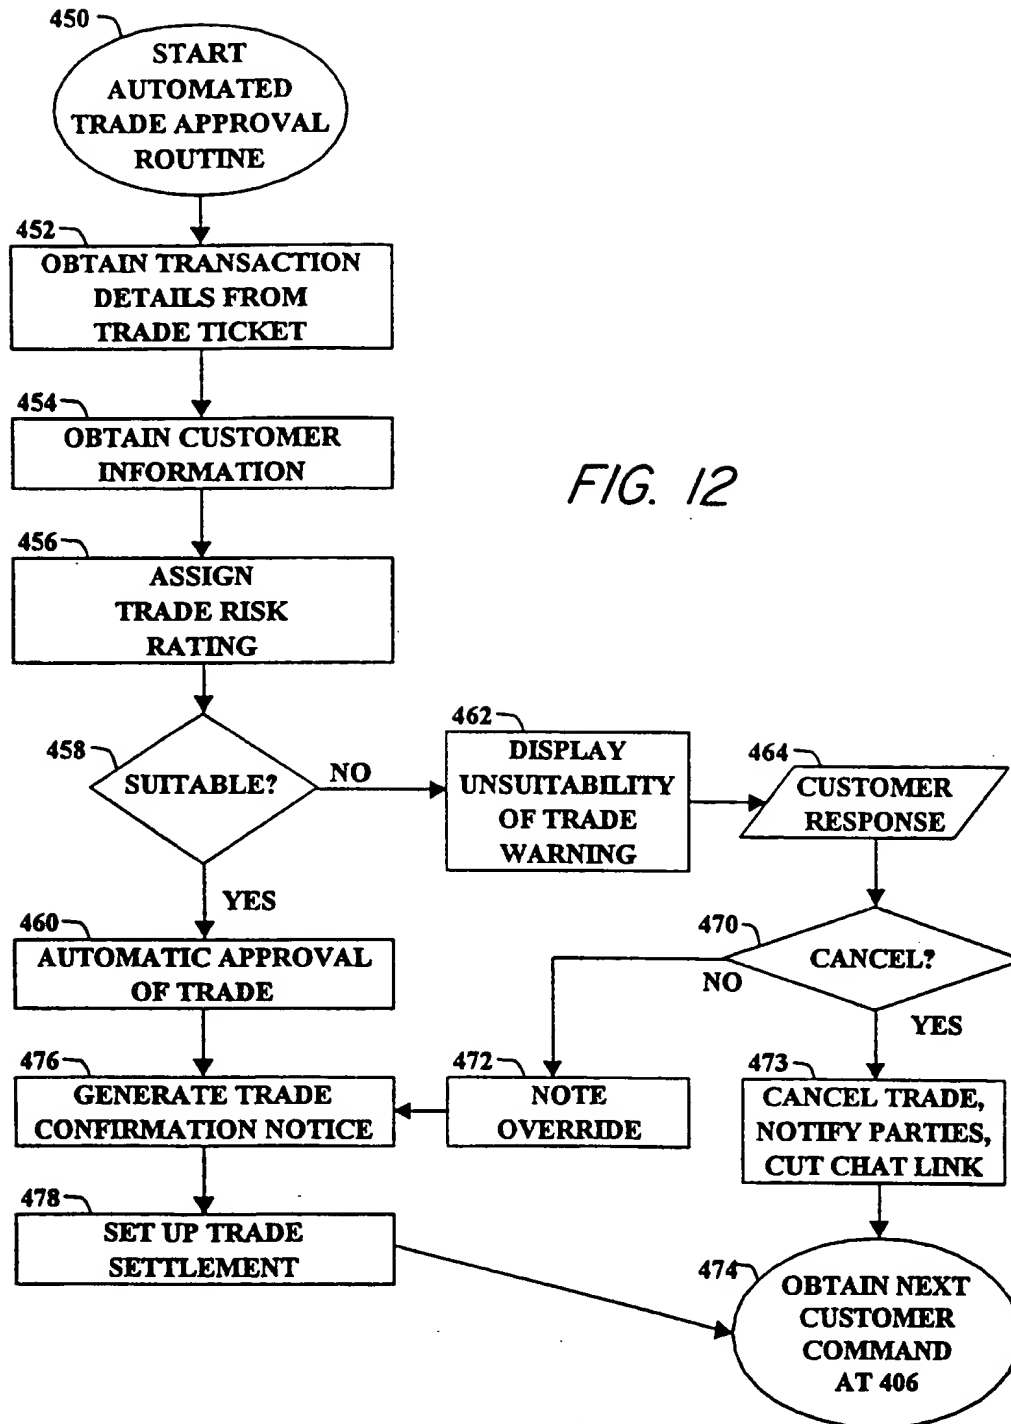 450
START
AUTOMATED
TRADE APPROVAL
ROUTINE
452
OBTAIN TRANSACTION
DETAILS FROM
TRADE TICKET
454
OBTAIN CUSTOMER
INFORMATION
FIG. 12
456
ASSIGN
TRADE RISK
RATING
458
SUITABLE?
NO
YES
462
DISPLAY
UNSUITABILITY
OF TRADE
WARNING
464
CUSTOMER
RESPONSE
460
AUTOMATIC APPROVAL
OF TRADE
470
CANCEL?
NO
YES
476
GENERATE TRADE
CONFIRMATION NOTICE
472
NOTE
OVERRIDE
473
CANCEL TRADE,
NOTIFY PARTIES,
CUT CHAT LINK
478
SET UP TRADE
SETTLEMENT
474
OBTAIN NEXT
CUSTOMER
COMMAND
AT 406